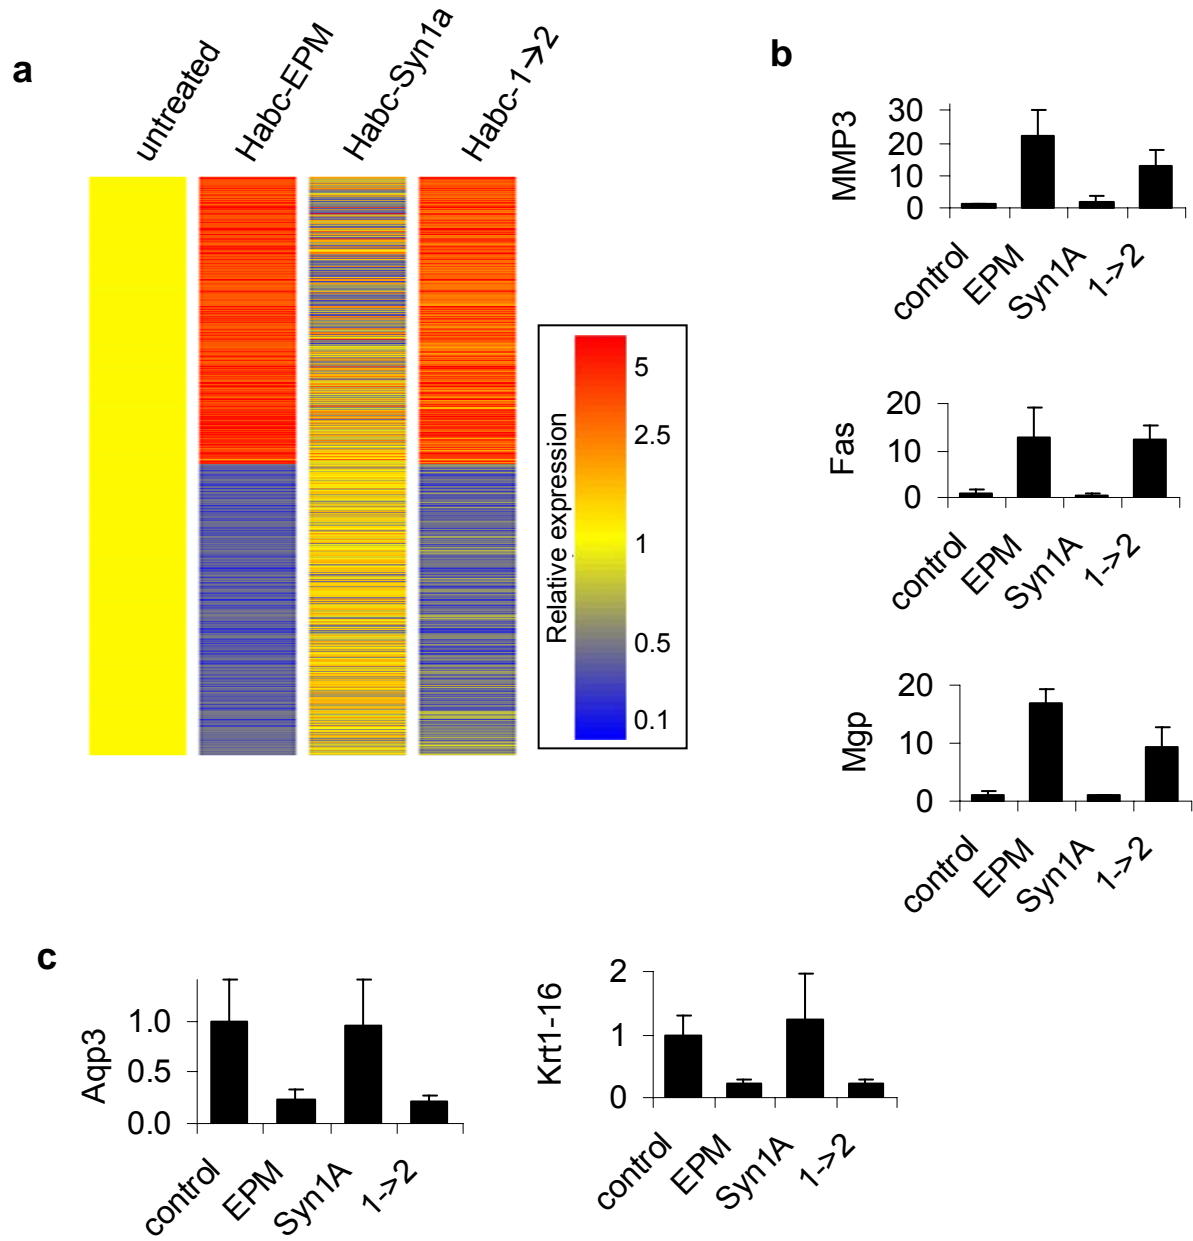 a
untreated
Habc-EPM
Habc-Syn1a
Habc-1→2
Relative expression
5
2.5
1
0.5
0.1
b
MMP3
30
20
10
0
control
EPM
Syn1A
1->2
Fas
20
10
0
control
EPM
Syn1A
1->2
Mgp
20
10
0
control
EPM
Syn1A
1->2
c
Aqp3
1.0
0.5
0.0
control
EPM
Syn1A
1->2
Krt1-16
2
1
0
control
EPM
Syn1A
1->2